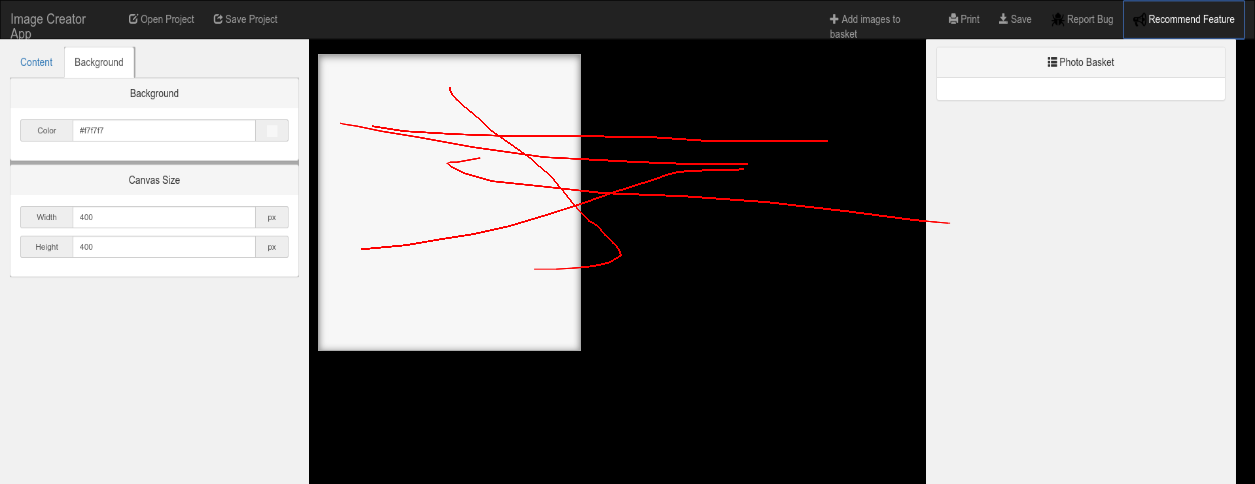 Image Creator App
Open Project
Save Project
Add images to basket
Print
Save
Report Bug
Recommend Feature
Content
Background
Background
Color
#f7f7f7
Canvas Size
Width
400
px
Height
400
px
Photo Basket